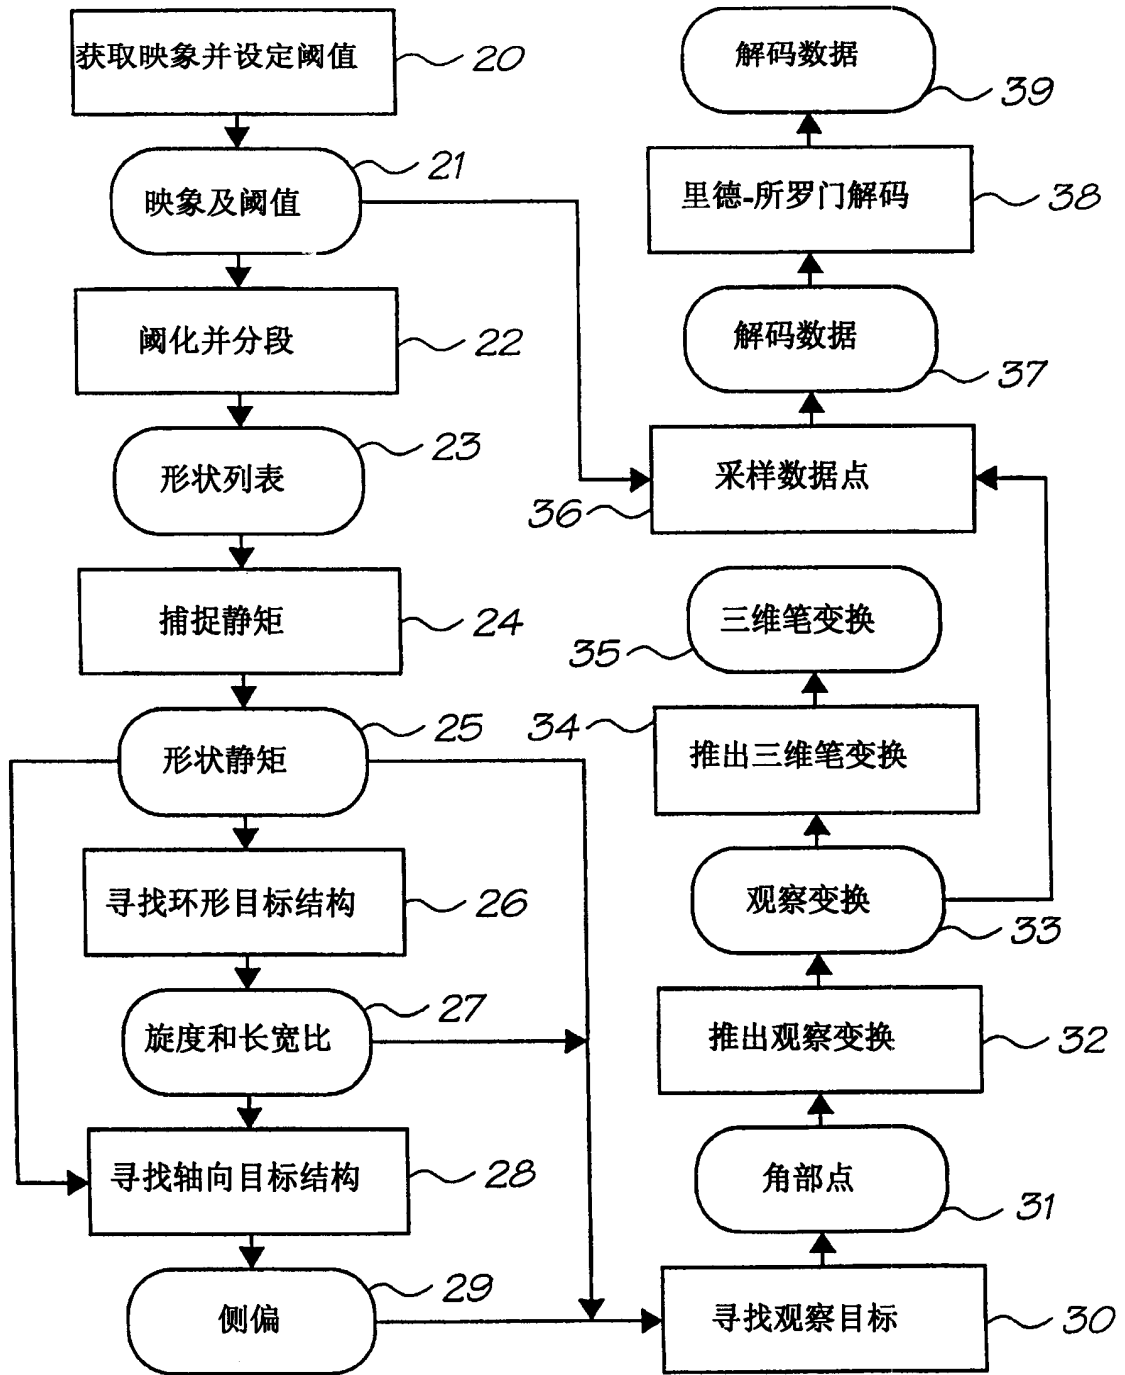 获取映象并设定阈值
20
映象及阈值
21
阈化并分段
22
形状列表
23
捕捉静矩
24
形状静矩
25
寻找环形目标结构
26
旋度和长宽比
27
寻找轴向目标结构
28
侧偏
29
解码数据
39
里德-所罗门解码
38
解码数据
37
采样数据点
36
三维笔变换
35
34
推出三维笔变换
观察变换
33
推出观察变换
32
角部点
31
寻找观察目标
30